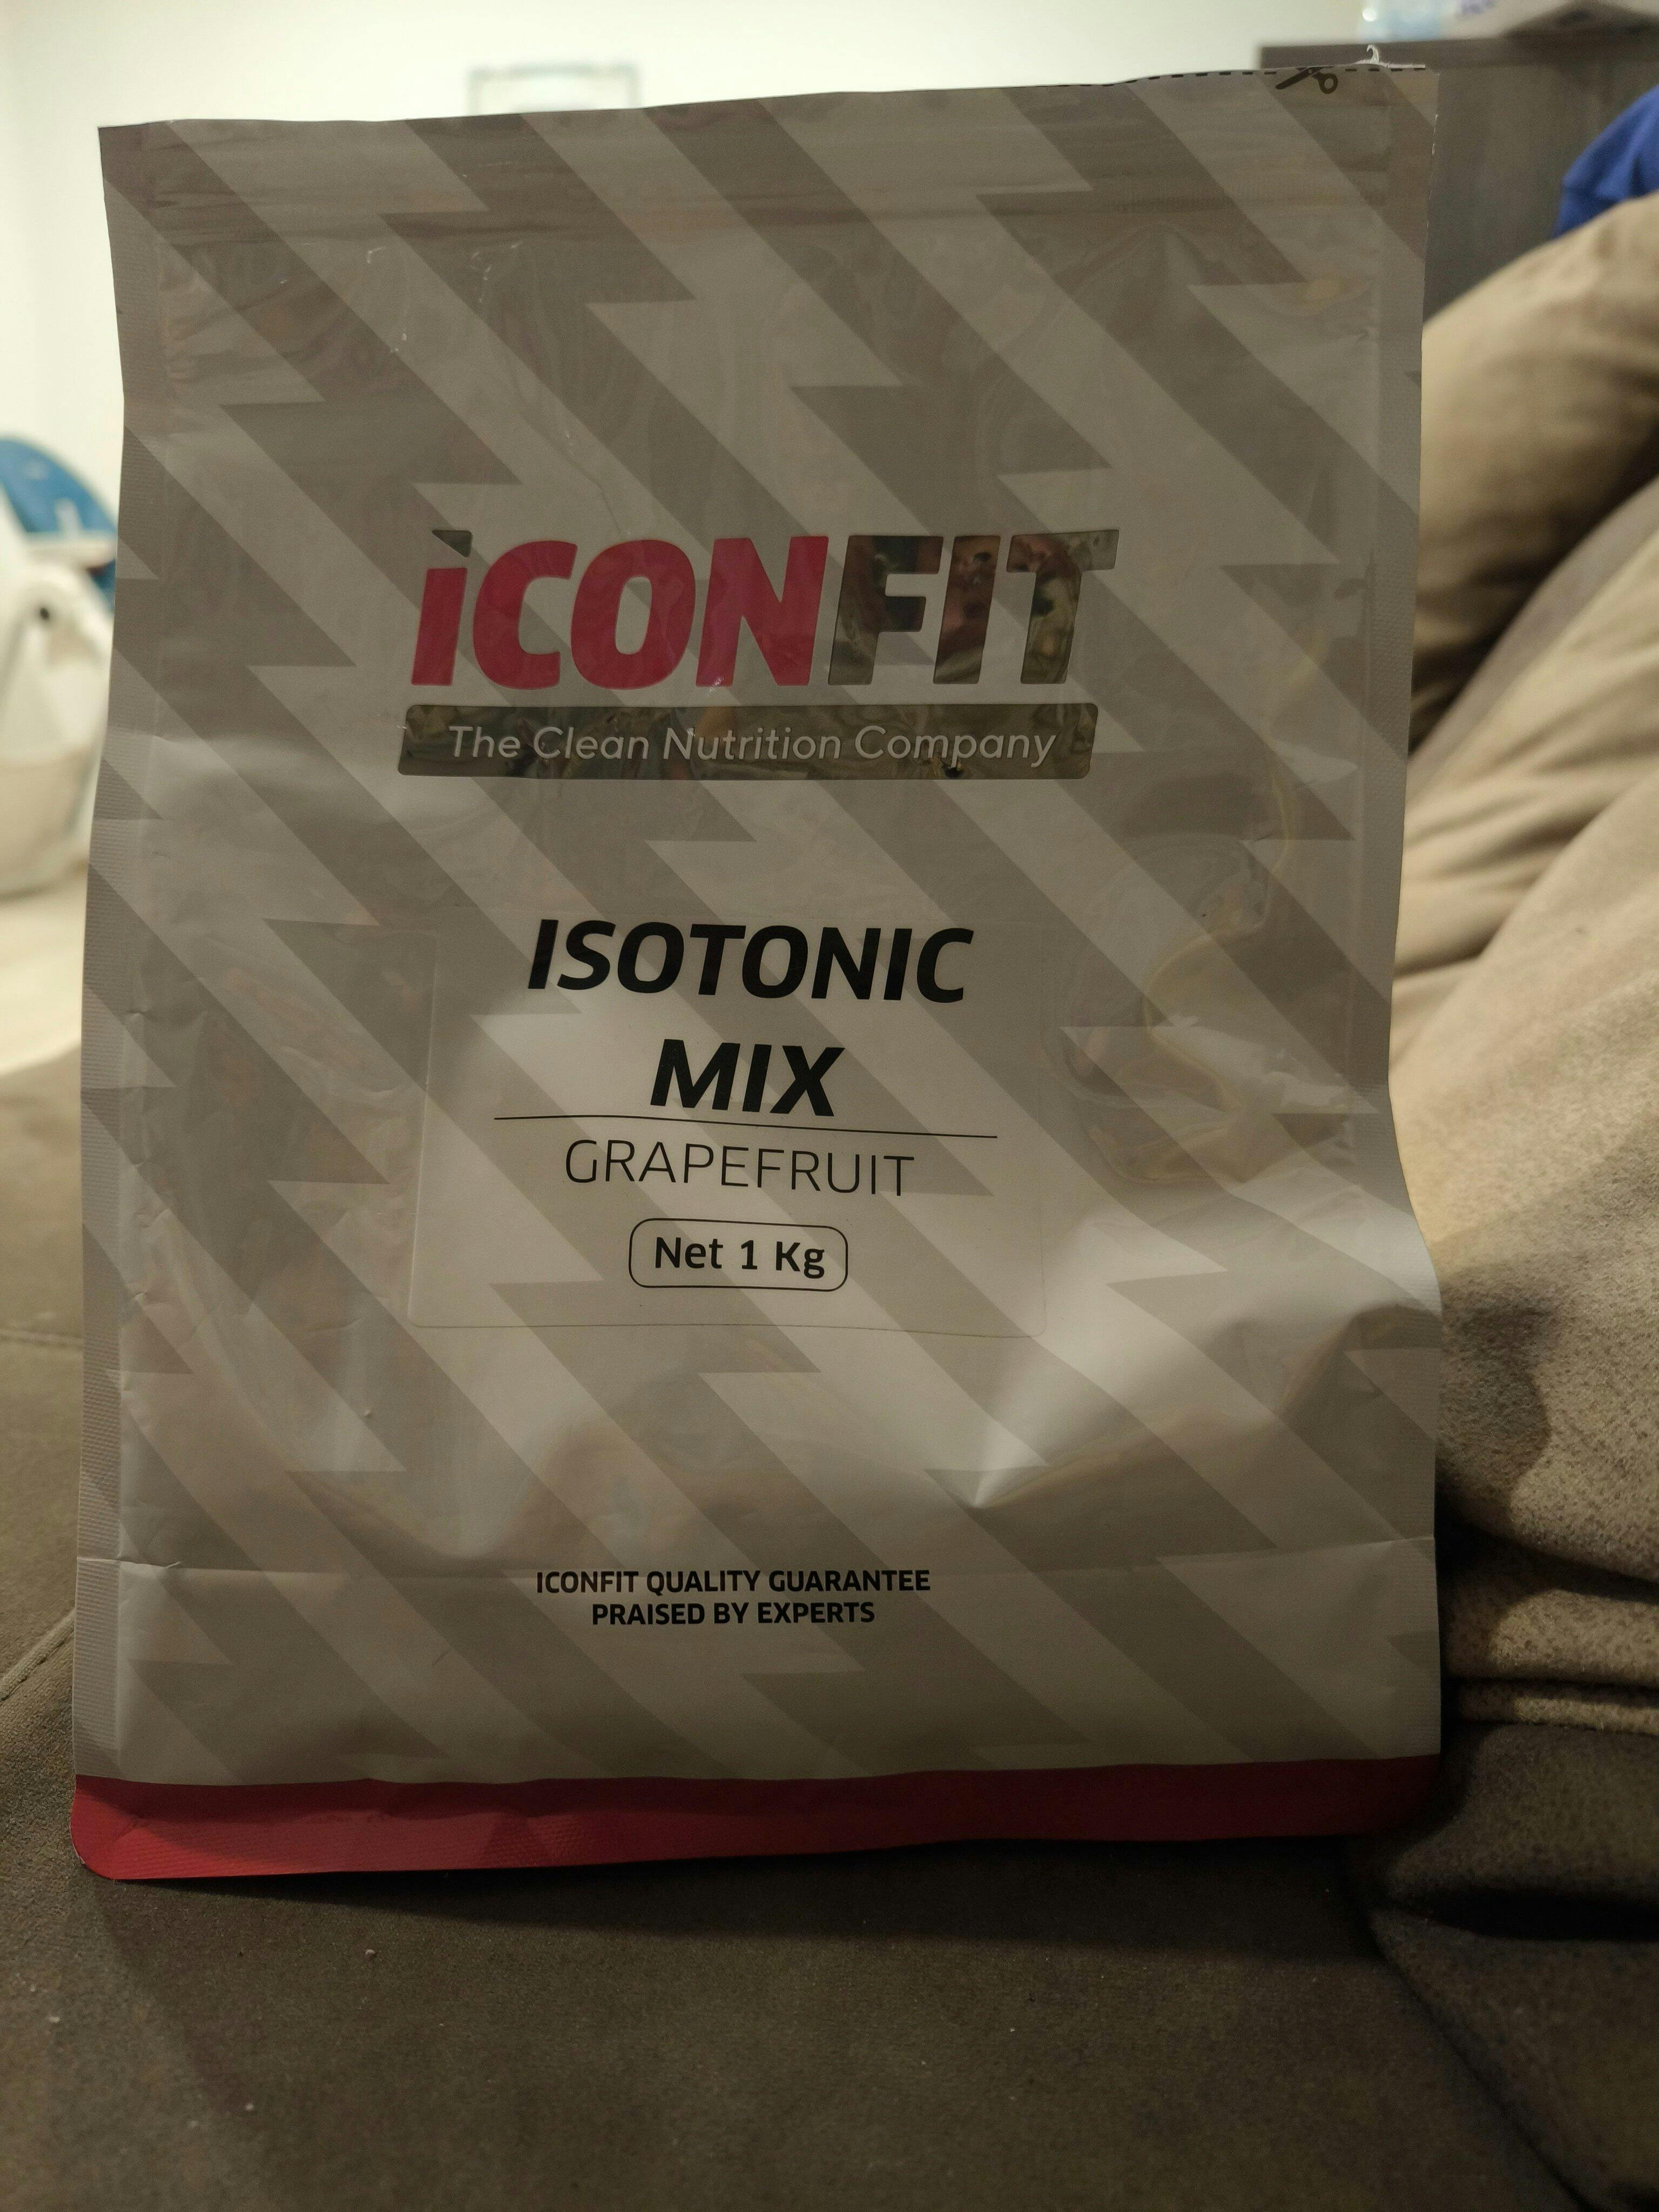 iCONFIT
The Clean Nutrition Company
ISOTONIC
MIX
GRAPEFRUIT
Net 1 Kg
ICONFIT QUALITY GUARANTEE
PRAISED BY EXPERTS